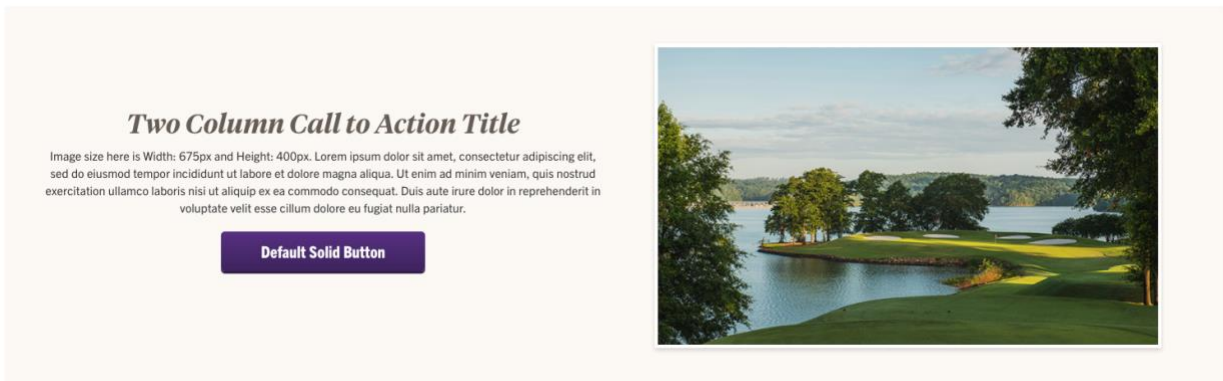 Two Column Call to Action Title
Image size here is Width: 675px and Height: 400px. Lorem ipsum dolor sit amet, consectetur adipiscing elit,
sed do eiusmod tempor incididunt ut labore et dolore magna aliqua. Ut enim ad minim veniam, quis nostrud
exercitation ullamco laboris nisi ut aliquip ex ea commodo consequat. Duis aute irure dolor in reprehenderit in
voluptate velit esse cillum dolore eu fugiat nulla pariatur.
Default Solid Button